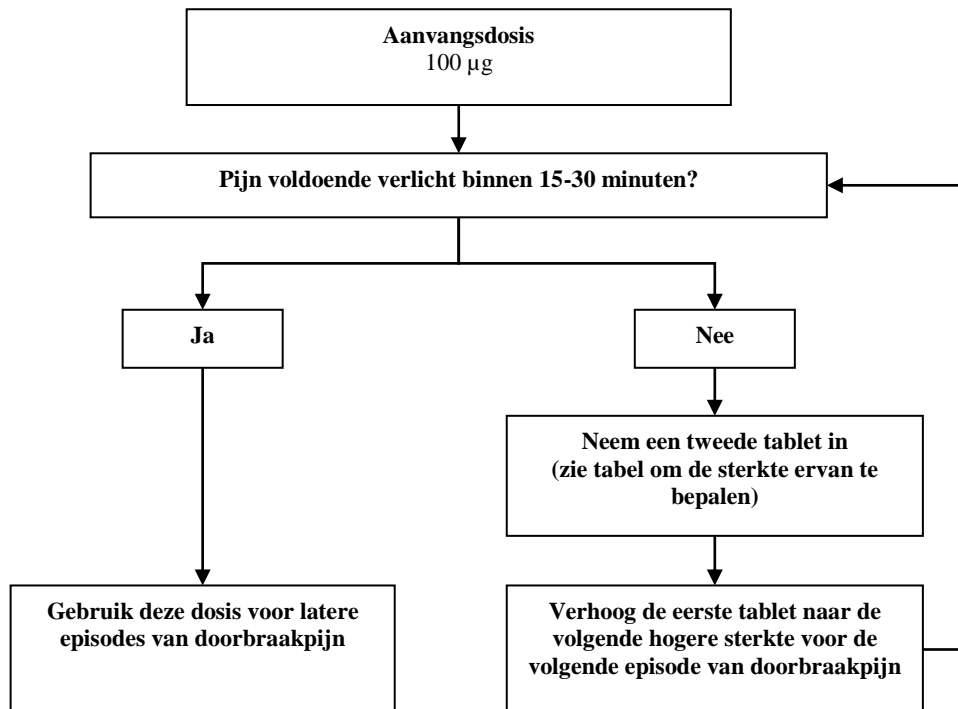 Aanvangsdosis
100 µg
Pijn voldoende verlicht binnen 15-30 minuten?
Ja
Nee
Neem een tweede tablet in
(zie tabel om de sterkte ervan te
bepalen)
Gebruik deze dosis voor latere
episodes van doorbraakpijn
Verhoog de eerste tablet naar de
volgende hogere sterkte voor de
volgende episode van doorbraakpijn